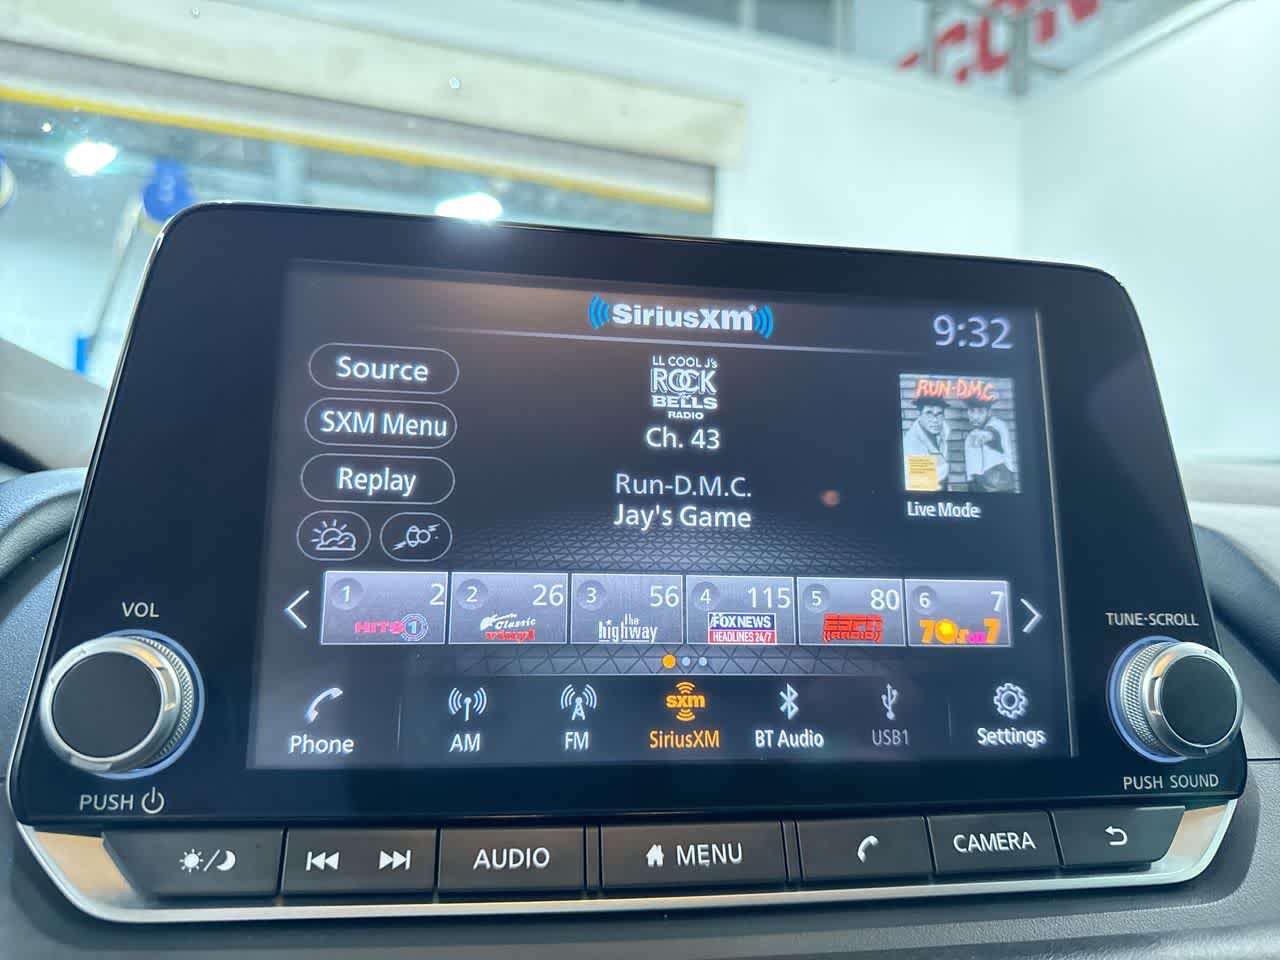 SiriusXM
9:32
Source
SXM Menu
Replay
LL COOL J's
ROCK
BELLS
RADIO
Ch. 43
Run-D.M.C.
Jay's Game
RUN-D.M.C.
Live Mode
1 2
HITS 1
2 26
Classic
vinyl
3 56
the
highway
4 115
FOX NEWS
HEADLINES 24/7
5 80
ESPN
RADIO
6 7
70s on 7
Phone
AM
FM
sxm
SiriusXM
BT Audio
USB1
Settings
VOL
PUSH
TUNE·SCROLL
PUSH SOUND
AUDIO
MENU
CAMERA